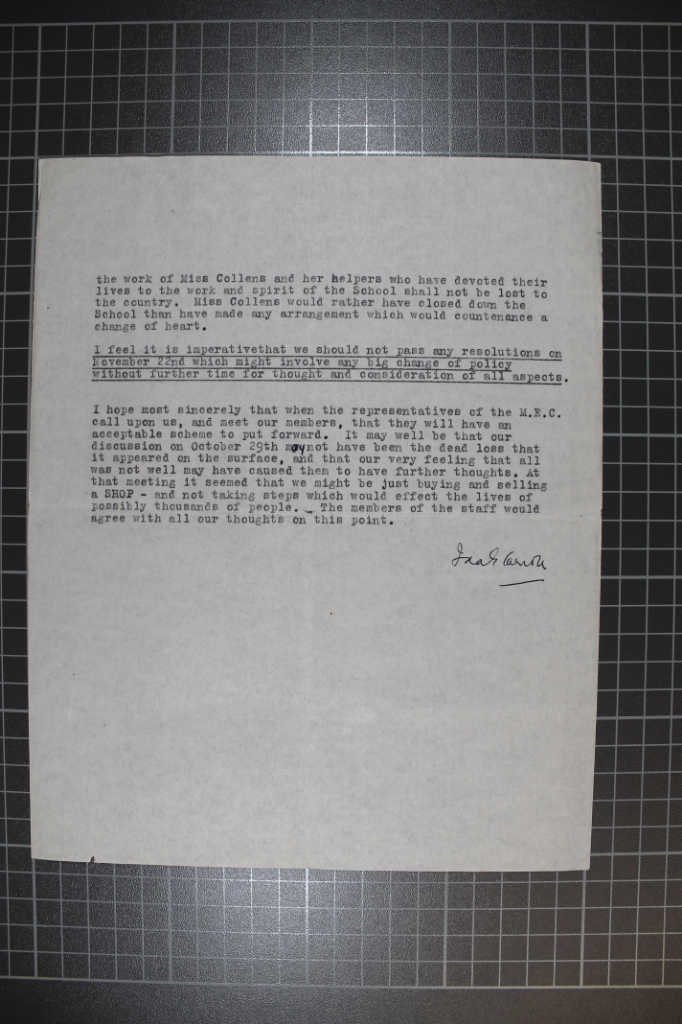 the work of Miss Collens and her helpers who have devoted their
lives to the work and spirit of the School shall not be lost to
the country. Miss Collens would rather have closed down the
School than have made any arrangement which would countenance a
change of heart.
I feel it is imperativethat we should not pass any resolutions on
November 22nd which might involve any big change of policy
without further time for thought and consideration of all aspects.
I hope most sincerely that when the representatives of the M.E.C.
call upon us, and meet our members, that they will have an
acceptable scheme to put forward. It may well be that our
discussion on October 29th may not have been the dead loss that
it appeared on the surface, and that our very feeling that all
was not well may have caused them to have further thoughts. At
that meeting it seemed that we might be just buying and selling
a SHOP - and not taking steps which would effect the lives of
possibly thousands of people. _ The members of the staff would
agree with all our thoughts on this point.